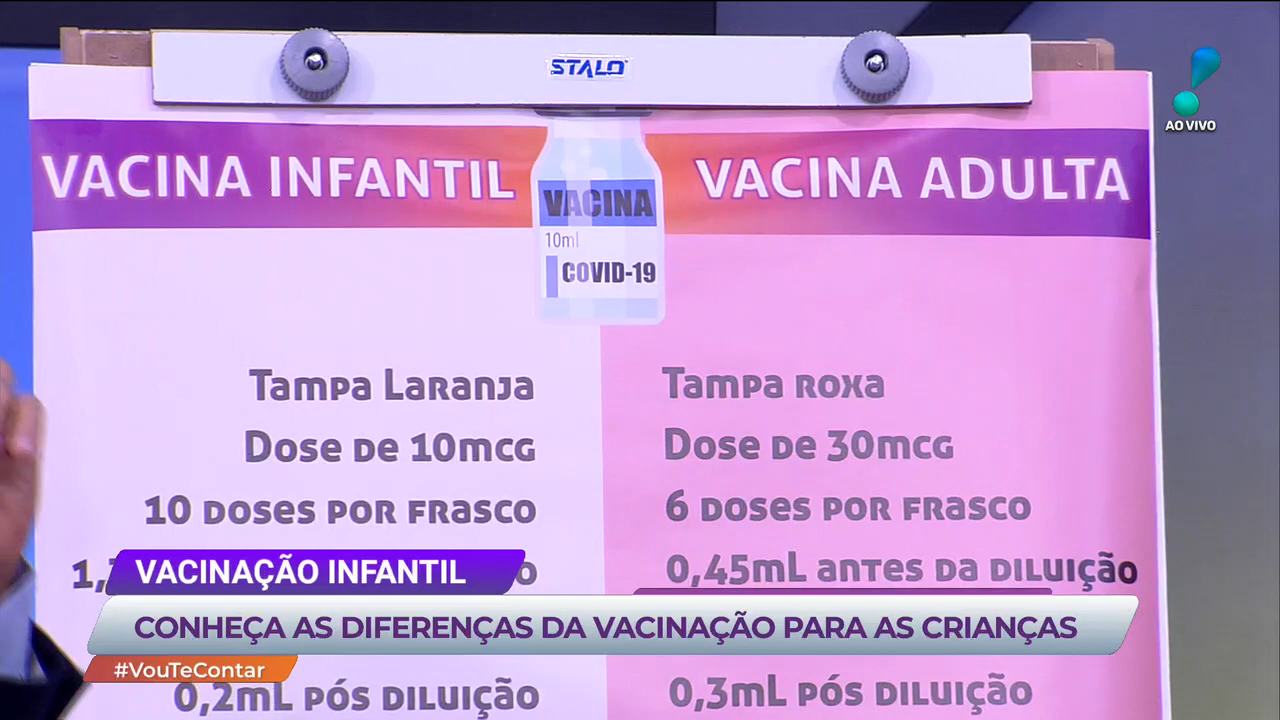 STALO
AO VIVO
VACINA INFANTIL
VACINA ADULTA
VACINA
10ml
COVID-19
Tampa Laranja
Dose de 10mcg
10 doses por frasco
Tampa roxa
Dose de 30mcg
6 doses por frasco
0,45mL antes da diluição
VACINAÇÃO INFANTIL
CONHEÇA AS DIFERENÇAS DA VACINAÇÃO PARA AS CRIANÇAS
#VouTeContar
0,2mL pós diluição
0,3mL pós diluição